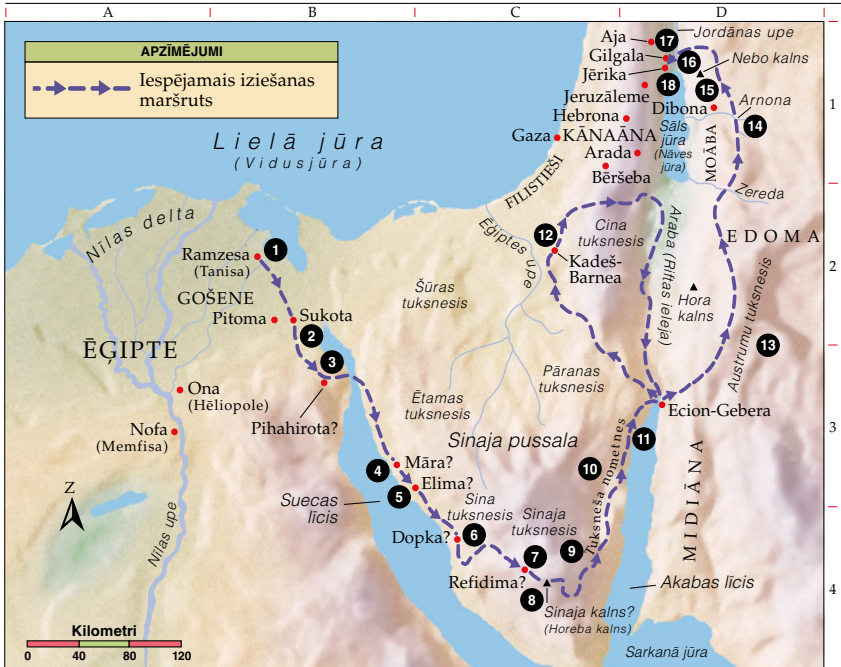 A
B
C
D
1
2
3
4
APZĪMĒJUMI
Iespējamais iziešanas
maršruts
Lielā jūra
(Vidusjūra)
Aja
17
Jordānas upe
Gilgala
16
Nebo kalns
Jērika
18
15
Jeruzāleme
Dibona
Arnona
14
Hebrona
Gaza
KĀNAĀNA
Sāls
jūra
(Nāves
jūra)
MOĀBA
Arada
Bēršeba
FILISTIEŠI
Zereda
Nīlas delta
1
Ramzesa
(Tanisa)
GOŠENE
Pitoma
Sukota
2
3
Pihahirota?
ĒĢIPTE
Ona
(Hēliopole)
Nofa
(Memfisa)
Nīlas upe
Ēģiptes upe
12
Cina
tuksnesis
Kadeš-
Barnea
Araba (Riftas ieleja)
EDOMA
Hora
kalns
Austrumu tuksnesis
13
Šūras
tuksnesis
Ētamas
tuksnesis
Pāranas
tuksnesis
Ecion-Gebera
11
Sinaja pussala
10
Tuksneša nometnes
MIDIĀNA
Māra?
4
Elima?
5
Suecas
līcis
Sina
tuksnesis
Sinaja
tuksnesis
Dopka?
6
7
9
Refidima?
8
Sinaja kalns?
(Horeba kalns)
Akabas līcis
Sarkanā jūra
Z
Kilometri
0 40 80 120